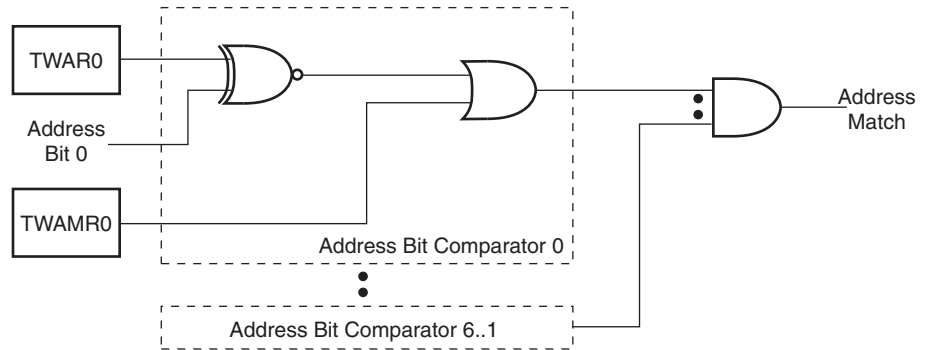 TWAR0
Address
Bit 0
TWAMR0
Address Bit Comparator 0
Address Bit Comparator 6..1
Address
Match